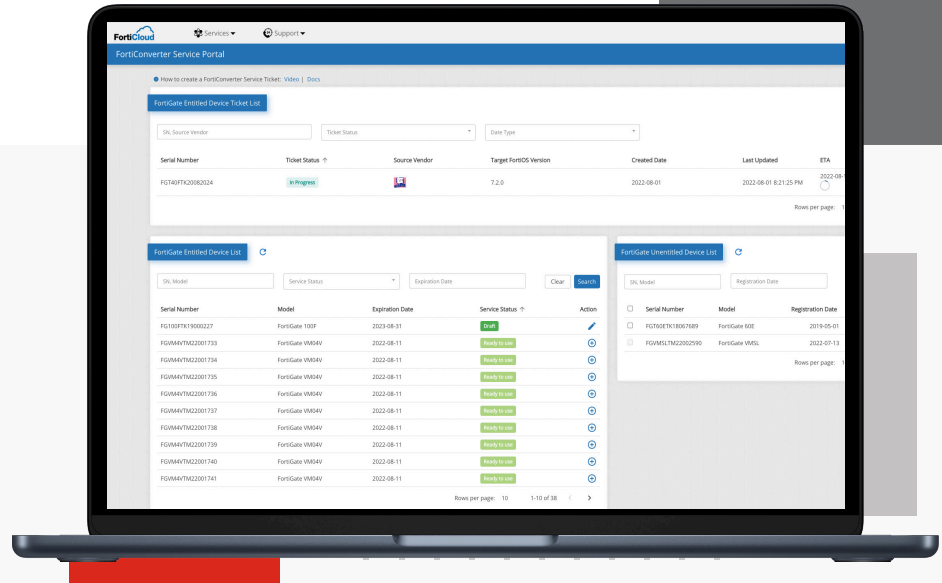 FortiCloud Services Support
FortiConverter Service Portal
How to create a FortiConverter Service Ticket: Video | Docs
FortiGate Entitled Device Ticket List
SN, Source Vendor Ticket Status Date Type
Serial Number Ticket Status ↑ Source Vendor Target FortiOS Version Created Date Last Updated ETA
FGT40FTK20082024 In Progress 7.2.0 2022-08-01 2022-08-01 8:21:25 PM 2022-08-
Rows per page: 1
FortiGate Entitled Device List
SN, Model Service Status Expiration Date Clear Search
Serial Number Model Expiration Date Service Status ↑ Action
FG100FTK19000227 FortiGate 100F 2023-08-31 Draft
FGVM4VTM22001733 FortiGate VM04V 2022-08-11 Ready to use
FGVM4VTM22001734 FortiGate VM04V 2022-08-11 Ready to use
FGVM4VTM22001735 FortiGate VM04V 2022-08-11 Ready to use
FGVM4VTM22001736 FortiGate VM04V 2022-08-11 Ready to use
FGVM4VTM22001737 FortiGate VM04V 2022-08-11 Ready to use
FGVM4VTM22001738 FortiGate VM04V 2022-08-11 Ready to use
FGVM4VTM22001739 FortiGate VM04V 2022-08-11 Ready to use
FGVM4VTM22001740 FortiGate VM04V 2022-08-11 Ready to use
FGVM4VTM22001741 FortiGate VM04V 2022-08-11 Ready to use
Rows per page: 10 1-10 of 38
FortiGate Unentitled Device List
SN, Model Registration Date
Serial Number Model Registration Date
FGT60ETK18067689 FortiGate 60E 2019-05-01
FGVMSLTM22002590 FortiGate VMSL 2022-07-13
Rows per page: 1